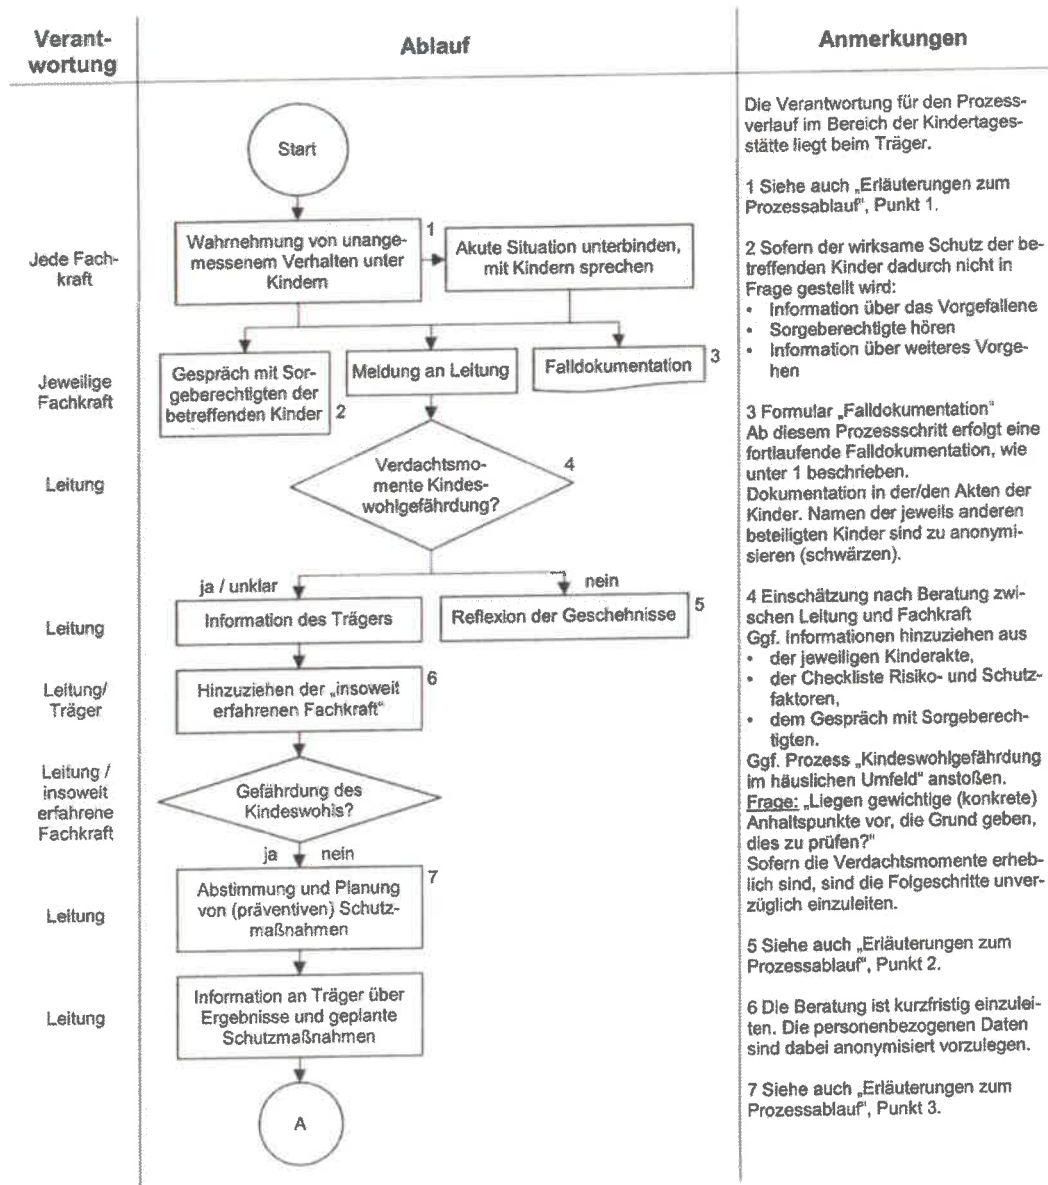 Verant-
wortung
Ablauf
Anmerkungen
Start
Wahrnehmung von unange-
messenem Verhalten unter
Kindern
1
Akute Situation unterbinden,
mit Kindern sprechen
Jede Fach-
kraft
Gespräch mit Sor-
geberechtigten der
betreffenden Kinder
2
Meldung an Leitung
Falldokumentation
3
Jeweilige
Fachkraft
Verdachtsmo-
mente Kindes-
wohlgefährdung?
4
Leitung
ja / unklar
nein
Leitung
Information des Trägers
Reflexion der Geschehnisse
5
Leitung/
Träger
Hinzuziehen der „insoweit
erfahrenen Fachkraft“
6
Leitung /
insoweit
erfahrene
Fachkraft
Gefährdung des
Kindeswohls?
ja
nein
Leitung
Abstimmung und Planung
von (präventiven) Schutz-
maßnahmen
7
Leitung
Information an Träger über
Ergebnisse und geplante
Schutzmaßnahmen
A
Die Verantwortung für den Prozess-
verlauf im Bereich der Kindertages-
stätte liegt beim Träger.
1 Siehe auch „Erläuterungen zum
Prozessablauf“, Punkt 1.
2 Sofern der wirksame Schutz der be-
treffenden Kinder dadurch nicht in
Frage gestellt wird:
• Information über das Vorgefallene
• Sorgeberechtigte hören
• Information über weiteres Vorge-
hen
3 Formular „Falldokumentation“
Ab diesem Prozessschritt erfolgt eine
fortlaufende Falldokumentation, wie
unter 1 beschrieben.
Dokumentation in der/den Akten der
Kinder. Namen der jeweils anderen
beteiligten Kinder sind zu anonymi-
sieren (schwärzen).
4 Einschätzung nach Beratung zwi-
schen Leitung und Fachkraft
Ggf. Informationen hinzuziehen aus
• der jeweiligen Kinderakte,
• der Checkliste Risiko- und Schutz-
faktoren,
• dem Gespräch mit Sorgeberech-
tigten.
Ggf. Prozess „Kindeswohlgefährdung
im häuslichen Umfeld“ anstoßen.
Frage: „Liegen gewichtige (konkrete)
Anhaltspunkte vor, die Grund geben,
dies zu prüfen?“
Sofern die Verdachtsmomente erheb-
lich sind, sind die Folgeschritte unver-
züglich einzuleiten.
5 Siehe auch „Erläuterungen zum
Prozessablauf“, Punkt 2.
6 Die Beratung ist kurzfristig einzulei-
ten. Die personenbezogenen Daten
sind dabei anonymisiert vorzulegen.
7 Siehe auch „Erläuterungen zum
Prozessablauf“, Punkt 3.